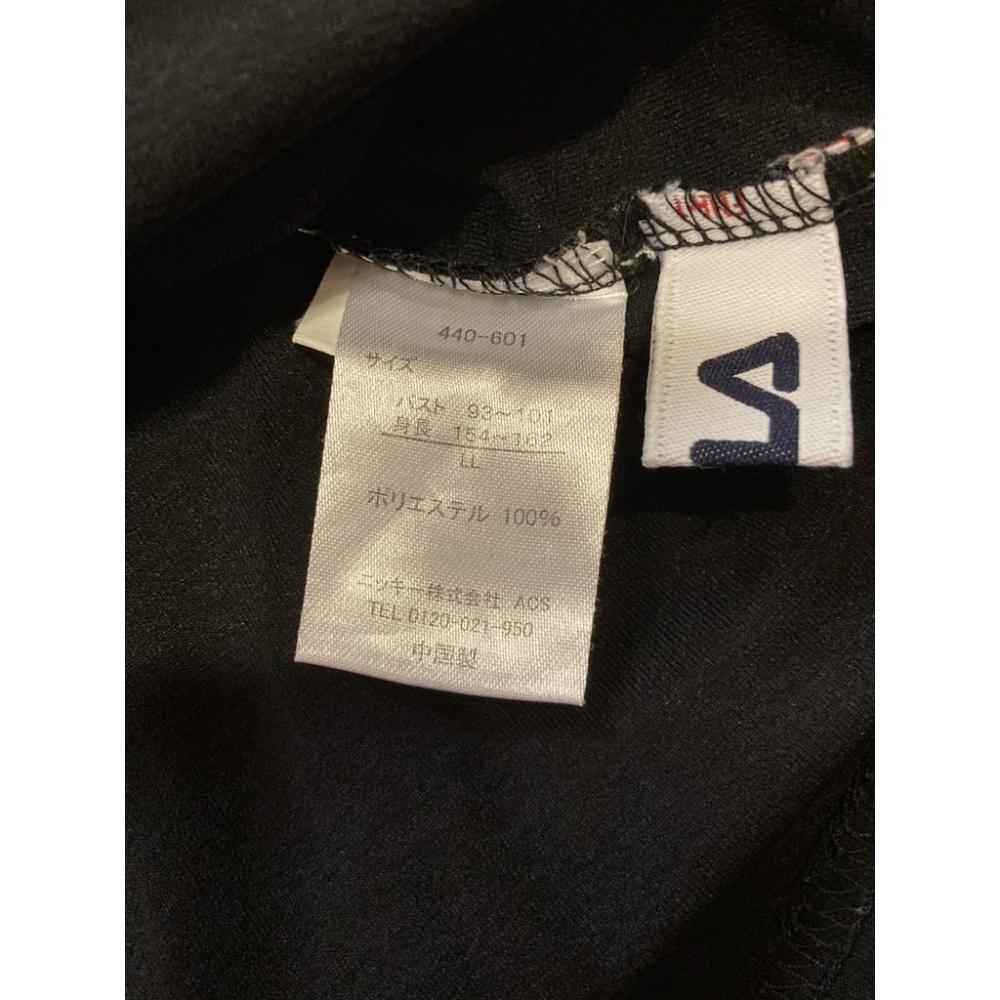 440-601
サイズ
バスト 93~101
身長 154~162
LL
ポリエステル 100%
ニッキー株式会社 ACS
TEL 0120-021-950
中国製
LA